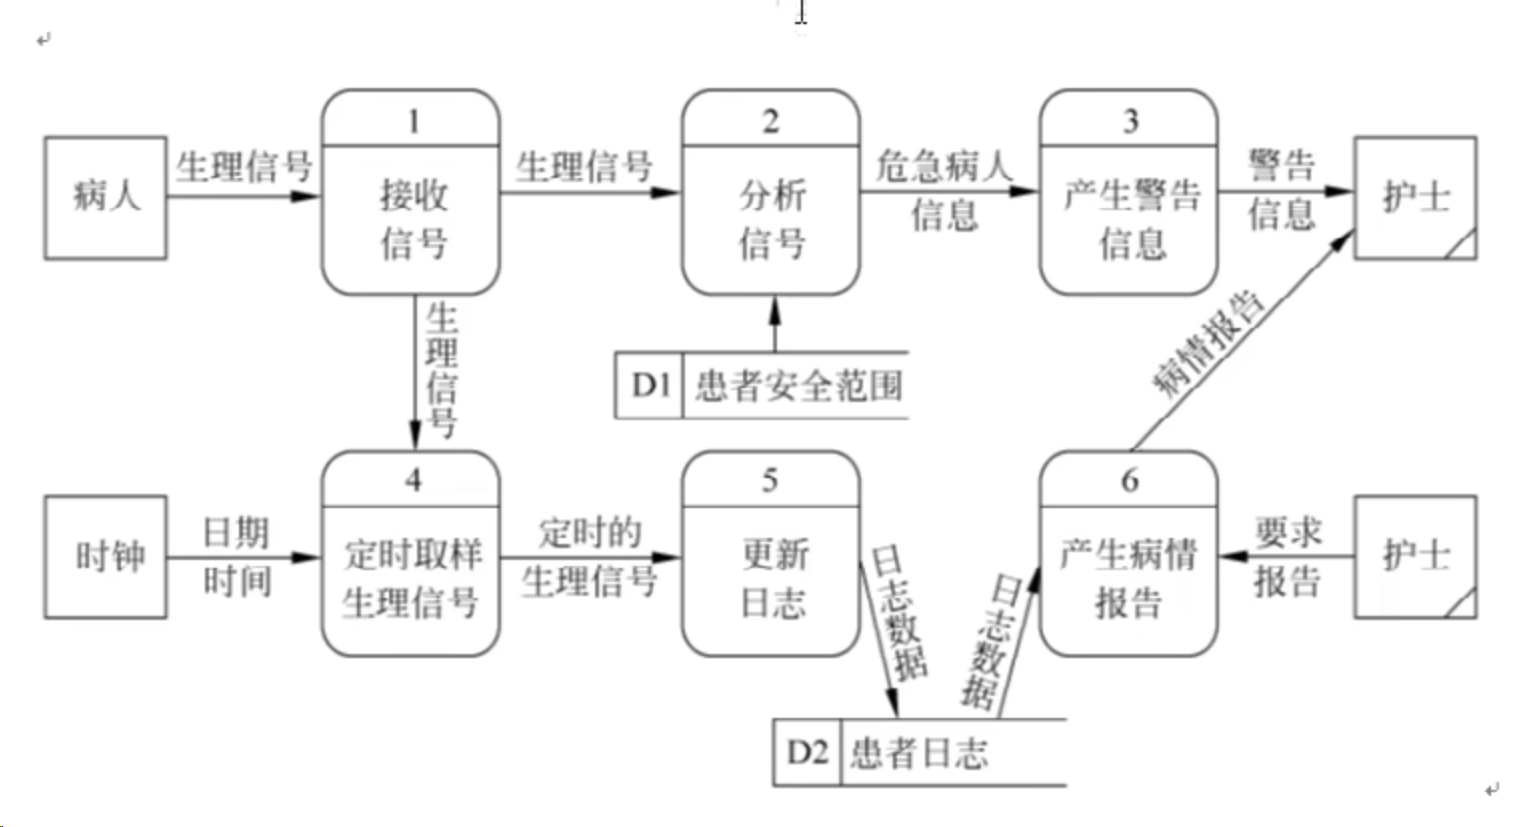 1
2
3
病人
生理信号
接收
信号
生理信号
分析
信号
危急病人
信息
产生警告
信息
警告
信息
护士
生理信号
D1
患者安全范围
病情报告
4
5
6
时钟
日期
时间
定时取样
生理信号
定时的
生理信号
更新
日志
日志数据
日志数据
产生病情
报告
要求
报告
护士
D2
患者日志